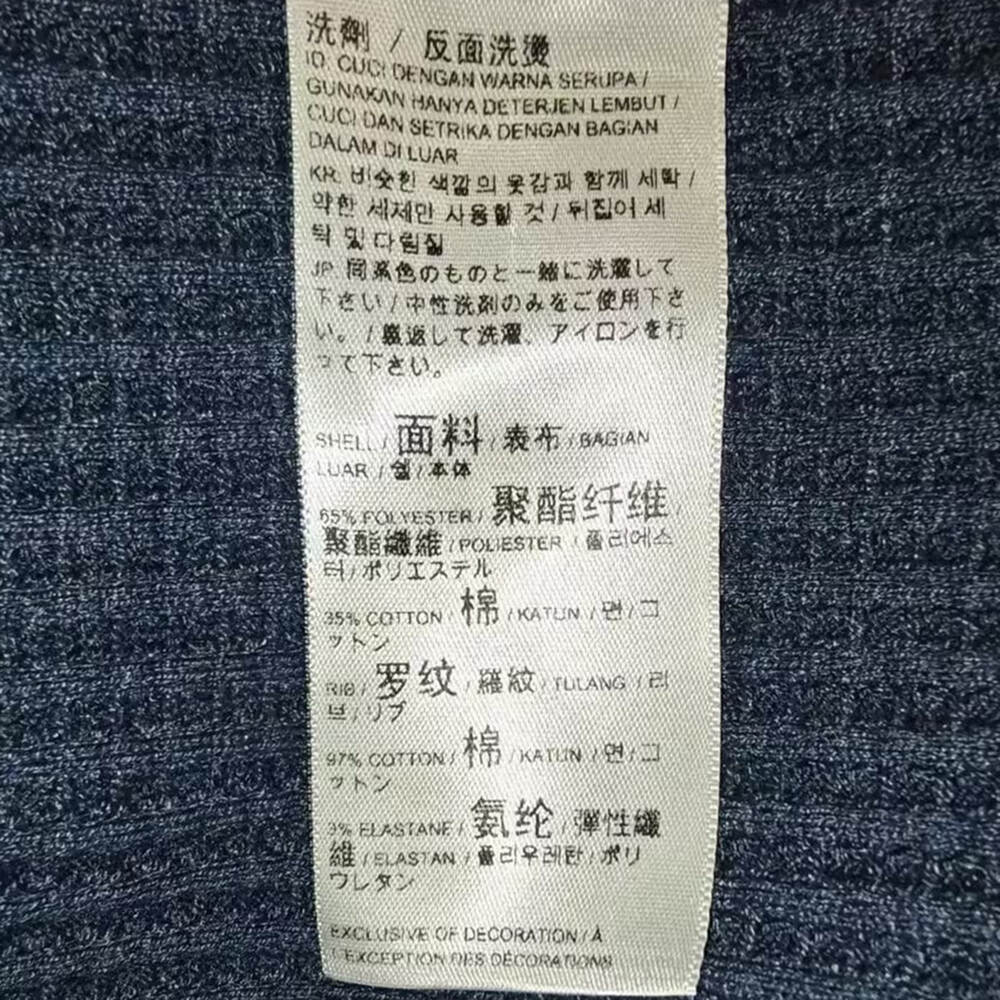 洗劑 / 反面洗燙
ID. CUCI DENGAN WARNA SERUPA /
GUNAKAN HANYA DETERJEN LEMBUT /
CUCI DAN SETRIKA DENGAN BAGIAN
DALAM DI LUAR
KR. 비슷한 색깔의 옷감과 함께 세탁 /
약한 세제만 사용할 것 / 뒤집어 세
탁 및 다림질
JP. 同系色のものと一緒に洗濯して
下さい / 中性洗剤のみをご使用下さ
い。/ 裏返して洗濯、アイロンを行
って下さい。
SHELL / 面料 / 表布 / BAGIAN
LUAR / 쉘 / 本体
65% POLYESTER / 聚酯纤维 /
聚酯纖維 / POLIESTER / 폴리에스
터 / ポリエステル
35% COTTON / 棉 / KATUN / 면 / コ
ットン
RIB / 罗纹 / 羅紋 / TULANG / 리
브 / リブ
97% COTTON / 棉 / KATUN / 면 / コ
ットン
3% ELASTANE / 氨纶 / 彈性纖
維 / ELASTAN / 폴리우레탄 / ポリ
ウレタン
EXCLUSIVE OF DECORATION / À
L'EXCEPTION DES DÉCORATIONS